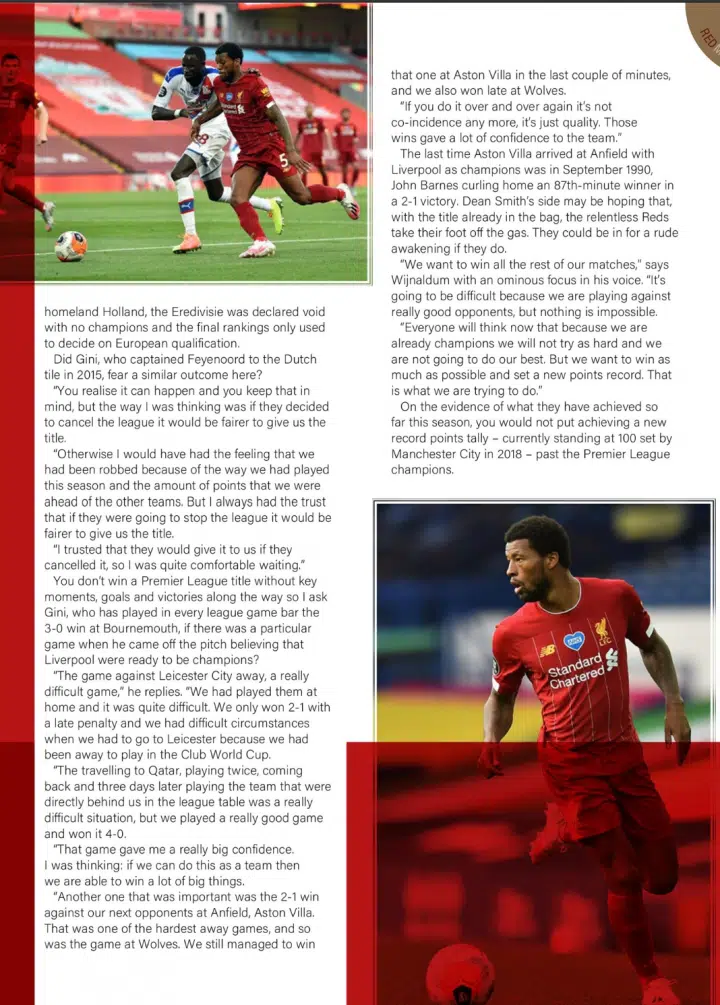 RED
Standard
Chartered
5
homeland Holland, the Eredivisie was declared void
with no champions and the final rankings only used
to decide on European qualification.
Did Gini, who captained Feyenoord to the Dutch
tile in 2015, fear a similar outcome here?
“You realise it can happen and you keep that in
mind, but the way I was thinking was if they decided
to cancel the league it would be fairer to give us the
title.
“Otherwise I would have had the feeling that we
had been robbed because of the way we had played
this season and the amount of points that we were
ahead of the other teams. But I always had the trust
that if they were going to stop the league it would be
fairer to give us the title.
“I trusted that they would give it to us if they
cancelled it, so I was quite comfortable waiting.”
You don’t win a Premier League title without key
moments, goals and victories along the way so I ask
Gini, who has played in every league game bar the
3-0 win at Bournemouth, if there was a particular
game when he came off the pitch believing that
Liverpool were ready to be champions?
“The game against Leicester City away, a really
difficult game,” he replies. “We had played them at
home and it was quite difficult. We only won 2-1 with
a late penalty and we had difficult circumstances
when we had to go to Leicester because we had
been away to play in the Club World Cup.
“The travelling to Qatar, playing twice, coming
back and three days later playing the team that were
directly behind us in the league table was a really
difficult situation, but we played a really good game
and won it 4-0.
“That game gave me a really big confidence.
I was thinking: if we can do this as a team then
we are able to win a lot of big things.
“Another one that was important was the 2-1 win
against our next opponents at Anfield, Aston Villa.
That was one of the hardest away games, and so
was the game at Wolves. We still managed to win
that one at Aston Villa in the last couple of minutes,
and we also won late at Wolves.
“If you do it over and over again it’s not
co-incidence any more, it’s just quality. Those
wins gave a lot of confidence to the team.”
The last time Aston Villa arrived at Anfield with
Liverpool as champions was in September 1990,
John Barnes curling home an 87th-minute winner in
a 2-1 victory. Dean Smith’s side may be hoping that,
with the title already in the bag, the relentless Reds
take their foot off the gas. They could be in for a rude
awakening if they do.
“We want to win all the rest of our matches,” says
Wijnaldum with an ominous focus in his voice. “It’s
going to be difficult because we are playing against
really good opponents, but nothing is impossible.
“Everyone will think now that because we are
already champions we will not try as hard and we
are not going to do our best. But we want to win as
much as possible and set a new points record. That
is what we are trying to do.”
On the evidence of what they have achieved so
far this season, you would not put achieving a new
record points tally – currently standing at 100 set by
Manchester City in 2018 – past the Premier League
champions.
Standard
Chartered